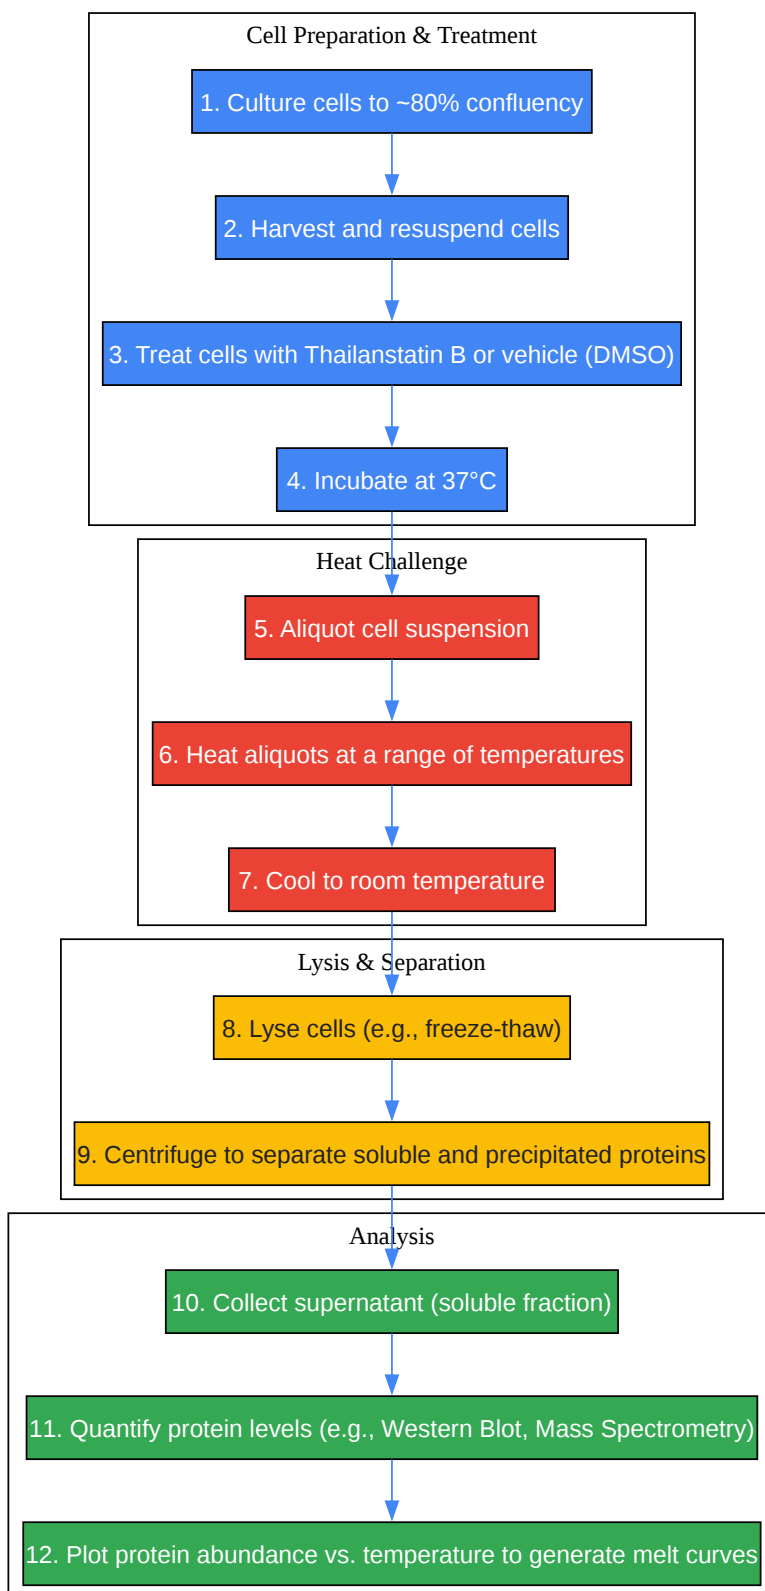 Cell Preparation & Treatment
1. Culture cells to ~80% confluency
2. Harvest and resuspend cells
3. Treat cells with Thailanstatin B or vehicle (DMSO)
4. Incubate at 37°C
Heat Challenge
5. Aliquot cell suspension
6. Heat aliquots at a range of temperatures
7. Cool to room temperature
Lysis & Separation
8. Lyse cells (e.g., freeze-thaw)
9. Centrifuge to separate soluble and precipitated proteins
Analysis
10. Collect supernatant (soluble fraction)
11. Quantify protein levels (e.g., Western Blot, Mass Spectrometry)
12. Plot protein abundance vs. temperature to generate melt curves